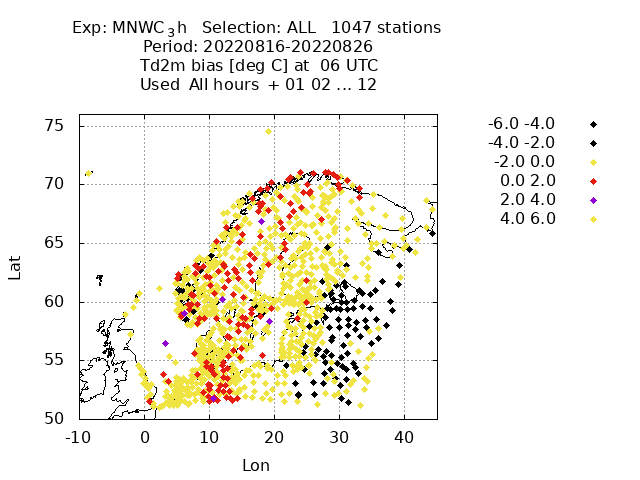 Exp: MNWC_3h   Selection: ALL   1047 stations
Period: 20220816-20220826
Td2m bias [deg C] at  06 UTC
Used  All hours  + 01 02 ... 12
-6.0 -4.0
-4.0 -2.0
-2.0 0.0
0.0 2.0
2.0 4.0
4.0 6.0
Lat
75
70
65
60
55
50
-10 0 10 20 30 40
Lon